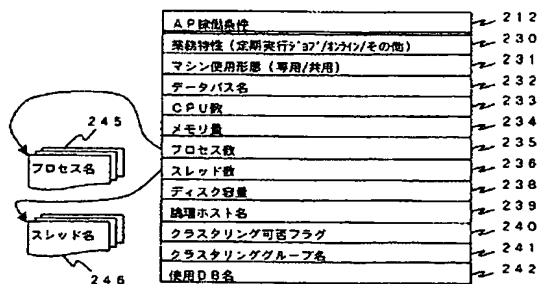 AP稼働条件 212
業務特性（定期実行ｼﾞｮﾌﾞ/ｵﾝﾗｲﾝ/その他） 230
マシン使用形態（専用/共用） 231
データパス名 232
CPU数 233
メモリ量 234
プロセス数 235
スレッド数 236
ディスク容量 238
論理ホスト名 239
クラスタリング可否フラグ 240
クラスタリンググループ名 241
使用DB名 242
245
プロセス名
スレッド名
246